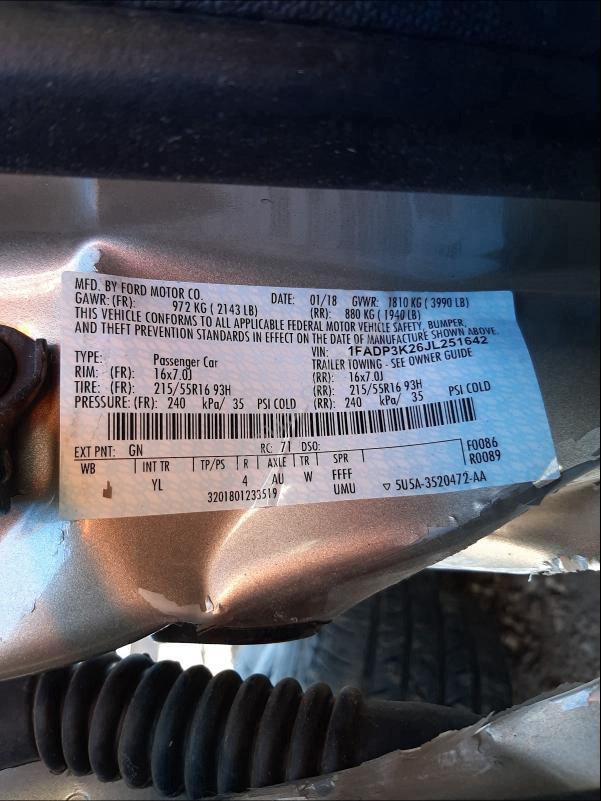 MFD. BY FORD MOTOR CO. DATE: 01/18 GVWR: 1810 KG ( 3990 LB)
GAWR: (FR): 972 KG ( 2143 LB) (RR): 880 KG ( 1940 LB)
THIS VEHICLE CONFORMS TO ALL APPLICABLE FEDERAL MOTOR VEHICLE SAFETY, BUMPER,
AND THEFT PREVENTION STANDARDS IN EFFECT ON THE DATE OF MANUFACTURE SHOWN ABOVE.
VIN: 1FADP3K26JL251642
TYPE: Passenger Car TRAILER TOWING - SEE OWNER GUIDE
RIM: (FR): 16x7.0J (RR): 16x7.0J
TIRE: (FR): 215/55R16 93H (RR): 215/55R16 93H
PRESSURE: (FR): 240 kPa/ 35 PSI COLD (RR): 240 kPa/ 35 PSI COLD
EXT PNT: GN RC: 71 DSO: F0086
WB INT TR TP/PS R AXLE TR SPR R0089
YL 4 AU W FFFF
3201801233519 UMU ▽ 5U5A-3520472-AA